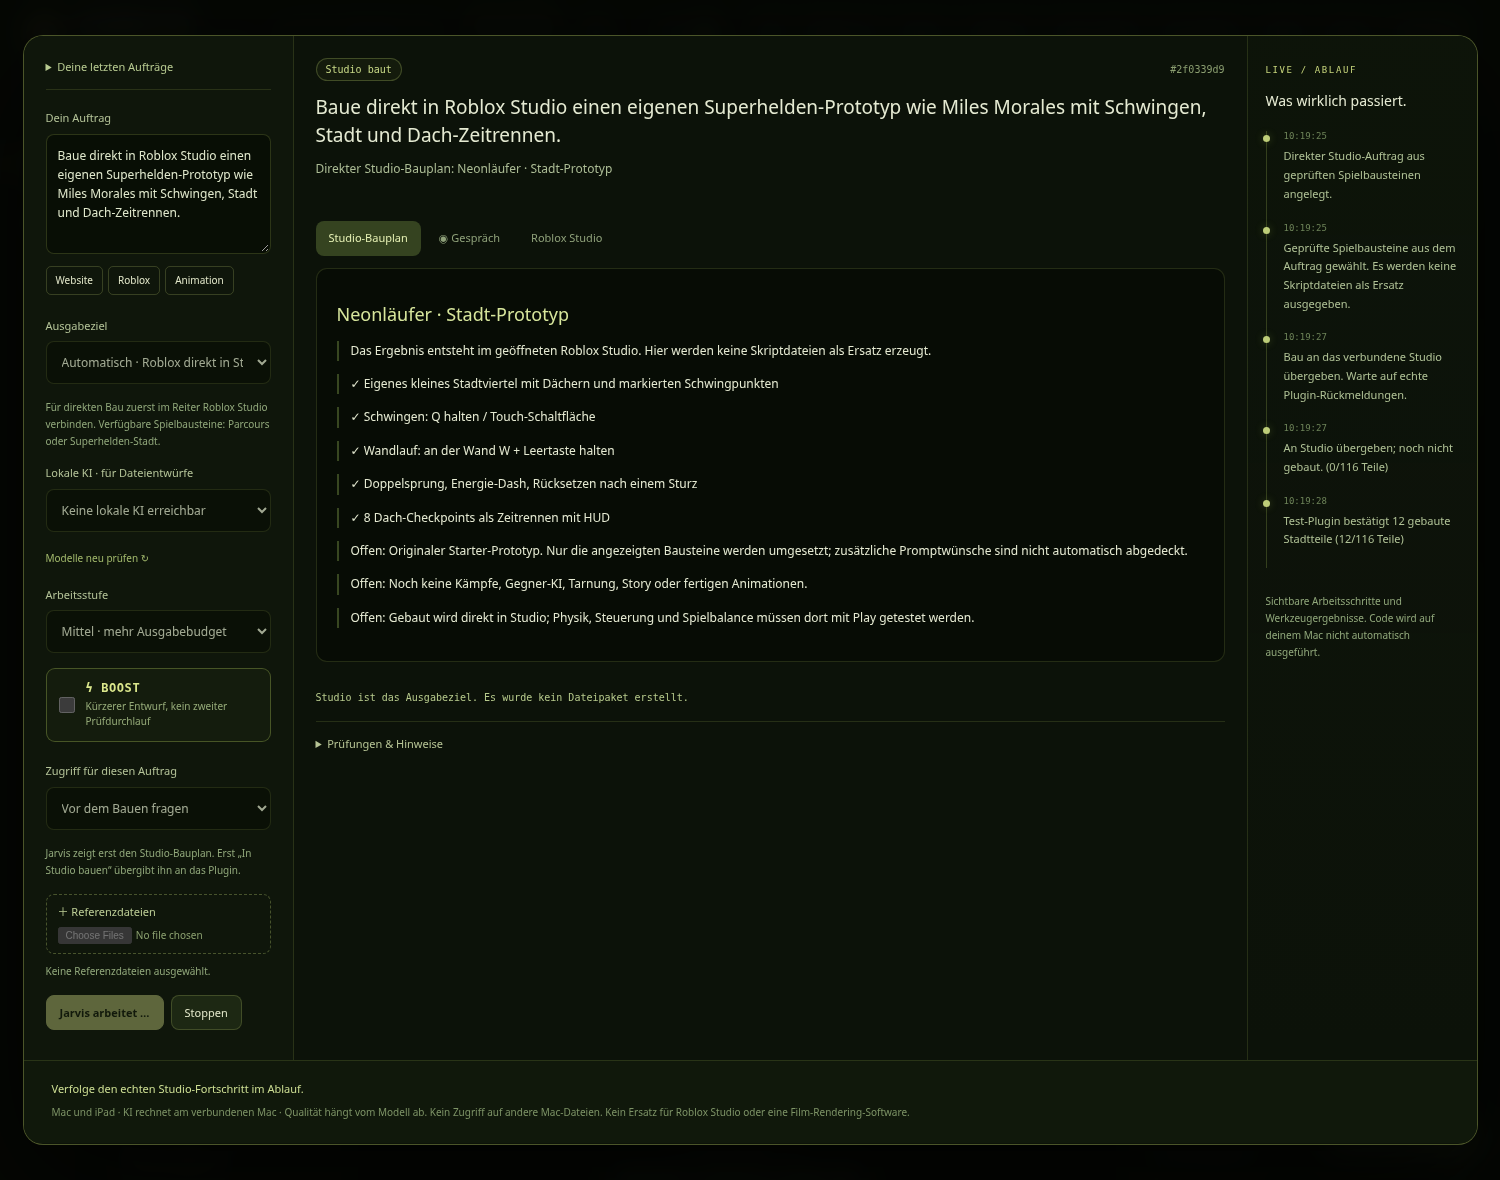 ▶ Deine letzten Aufträge
Dein Auftrag
Baue direkt in Roblox Studio einen
eigenen Superhelden-Prototyp wie
Miles Morales mit Schwingen, Stadt
und Dach-Zeitrennen.
Website
Roblox
Animation
Ausgabeziel
Automatisch · Roblox direkt in St
Für direkten Bau zuerst im Reiter Roblox Studio
verbinden. Verfügbare Spielbausteine: Parcours
oder Superhelden-Stadt.
Lokale KI · für Dateientwürfe
Keine lokale KI erreichbar
Modelle neu prüfen ↻
Arbeitsstufe
Mittel · mehr Ausgabebudget
ϟ BOOST
Kürzerer Entwurf, kein zweiter
Prüfdurchlauf
Zugriff für diesen Auftrag
Vor dem Bauen fragen
Jarvis zeigt erst den Studio-Bauplan. Erst „In
Studio bauen“ übergibt ihn an das Plugin.
＋ Referenzdateien
Choose Files No file chosen
Keine Referenzdateien ausgewählt.
Jarvis arbeitet …
Stoppen
Studio baut
#2f0339d9
Baue direkt in Roblox Studio einen eigenen Superhelden-Prototyp wie Miles Morales mit Schwingen,
Stadt und Dach-Zeitrennen.
Direkter Studio-Bauplan: Neonläufer · Stadt-Prototyp
Studio-Bauplan
◉ Gespräch
Roblox Studio
Neonläufer · Stadt-Prototyp
Das Ergebnis entsteht im geöffneten Roblox Studio. Hier werden keine Skriptdateien als Ersatz erzeugt.
✓ Eigenes kleines Stadtviertel mit Dächern und markierten Schwingpunkten
✓ Schwingen: Q halten / Touch-Schaltfläche
✓ Wandlauf: an der Wand W + Leertaste halten
✓ Doppelsprung, Energie-Dash, Rücksetzen nach einem Sturz
✓ 8 Dach-Checkpoints als Zeitrennen mit HUD
Offen: Originaler Starter-Prototyp. Nur die angezeigten Bausteine werden umgesetzt; zusätzliche Promptwünsche sind nicht automatisch abgedeckt.
Offen: Noch keine Kämpfe, Gegner-KI, Tarnung, Story oder fertigen Animationen.
Offen: Gebaut wird direkt in Studio; Physik, Steuerung und Spielbalance müssen dort mit Play getestet werden.
Studio ist das Ausgabeziel. Es wurde kein Dateipaket erstellt.
▶ Prüfungen & Hinweise
LIVE / ABLAUF
Was wirklich passiert.
10:19:25
Direkter Studio-Auftrag aus
geprüften Spielbausteinen
angelegt.
10:19:25
Geprüfte Spielbausteine aus dem
Auftrag gewählt. Es werden keine
Skriptdateien als Ersatz
ausgegeben.
10:19:27
Bau an das verbundene Studio
übergeben. Warte auf echte
Plugin-Rückmeldungen.
10:19:27
An Studio übergeben; noch nicht
gebaut. (0/116 Teile)
10:19:28
Test-Plugin bestätigt 12 gebaute
Stadtteile (12/116 Teile)
Sichtbare Arbeitsschritte und
Werkzeugergebnisse. Code wird auf
deinem Mac nicht automatisch
ausgeführt.
Verfolge den echten Studio-Fortschritt im Ablauf.
Mac und iPad · KI rechnet am verbundenen Mac · Qualität hängt vom Modell ab. Kein Zugriff auf andere Mac-Dateien. Kein Ersatz für Roblox Studio oder eine Film-Rendering-Software.